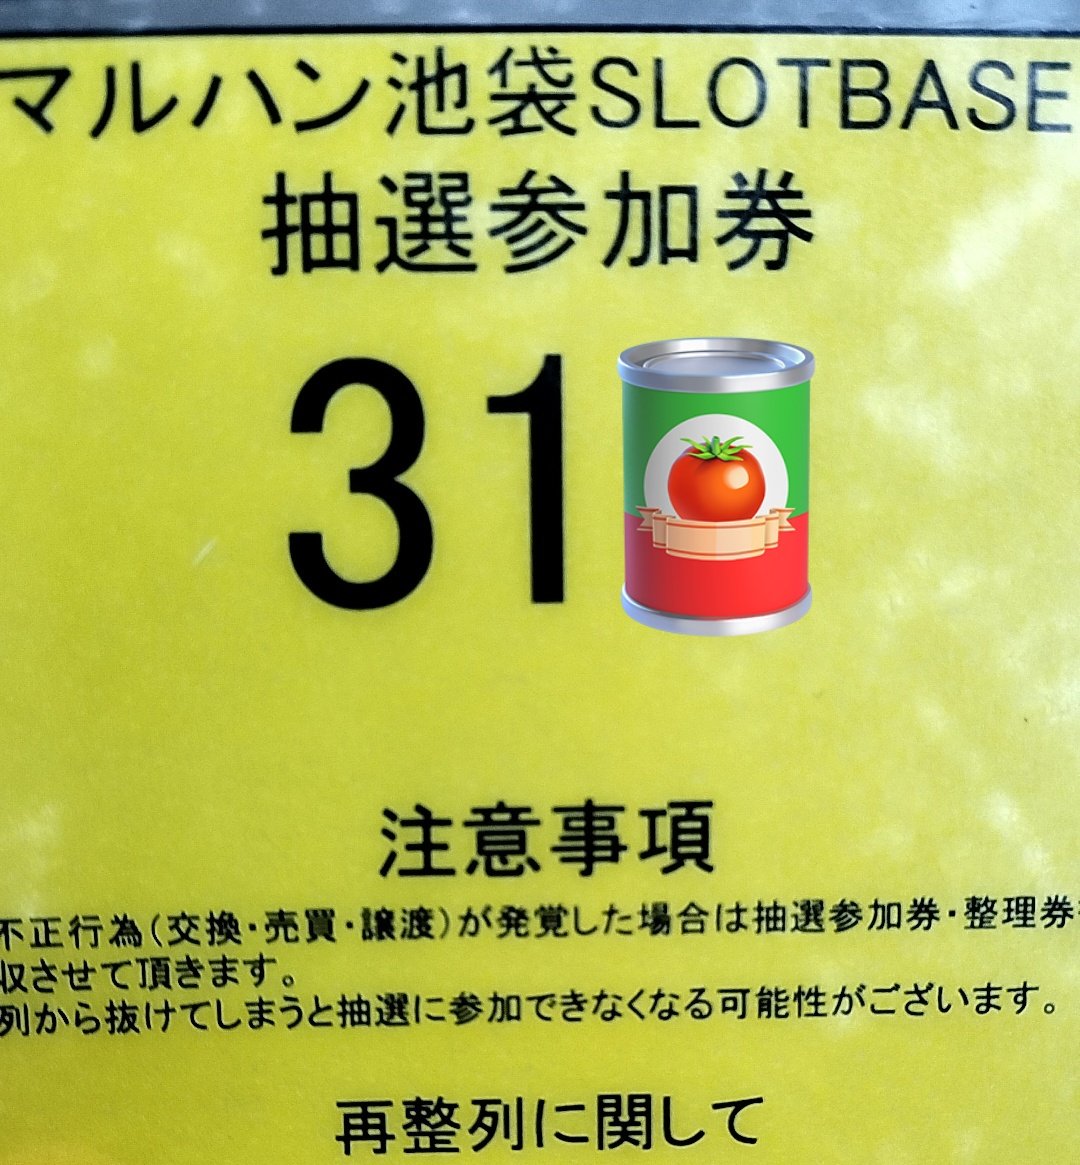 マルハン池袋SLOTBASE
抽選参加券
31
注意事項
不正行為(交換・売買・譲渡)が発覚した場合は抽選参加券・整理券
収させて頂きます。
列から抜けてしまうと抽選に参加できなくなる可能性がございます。
再整列に関して